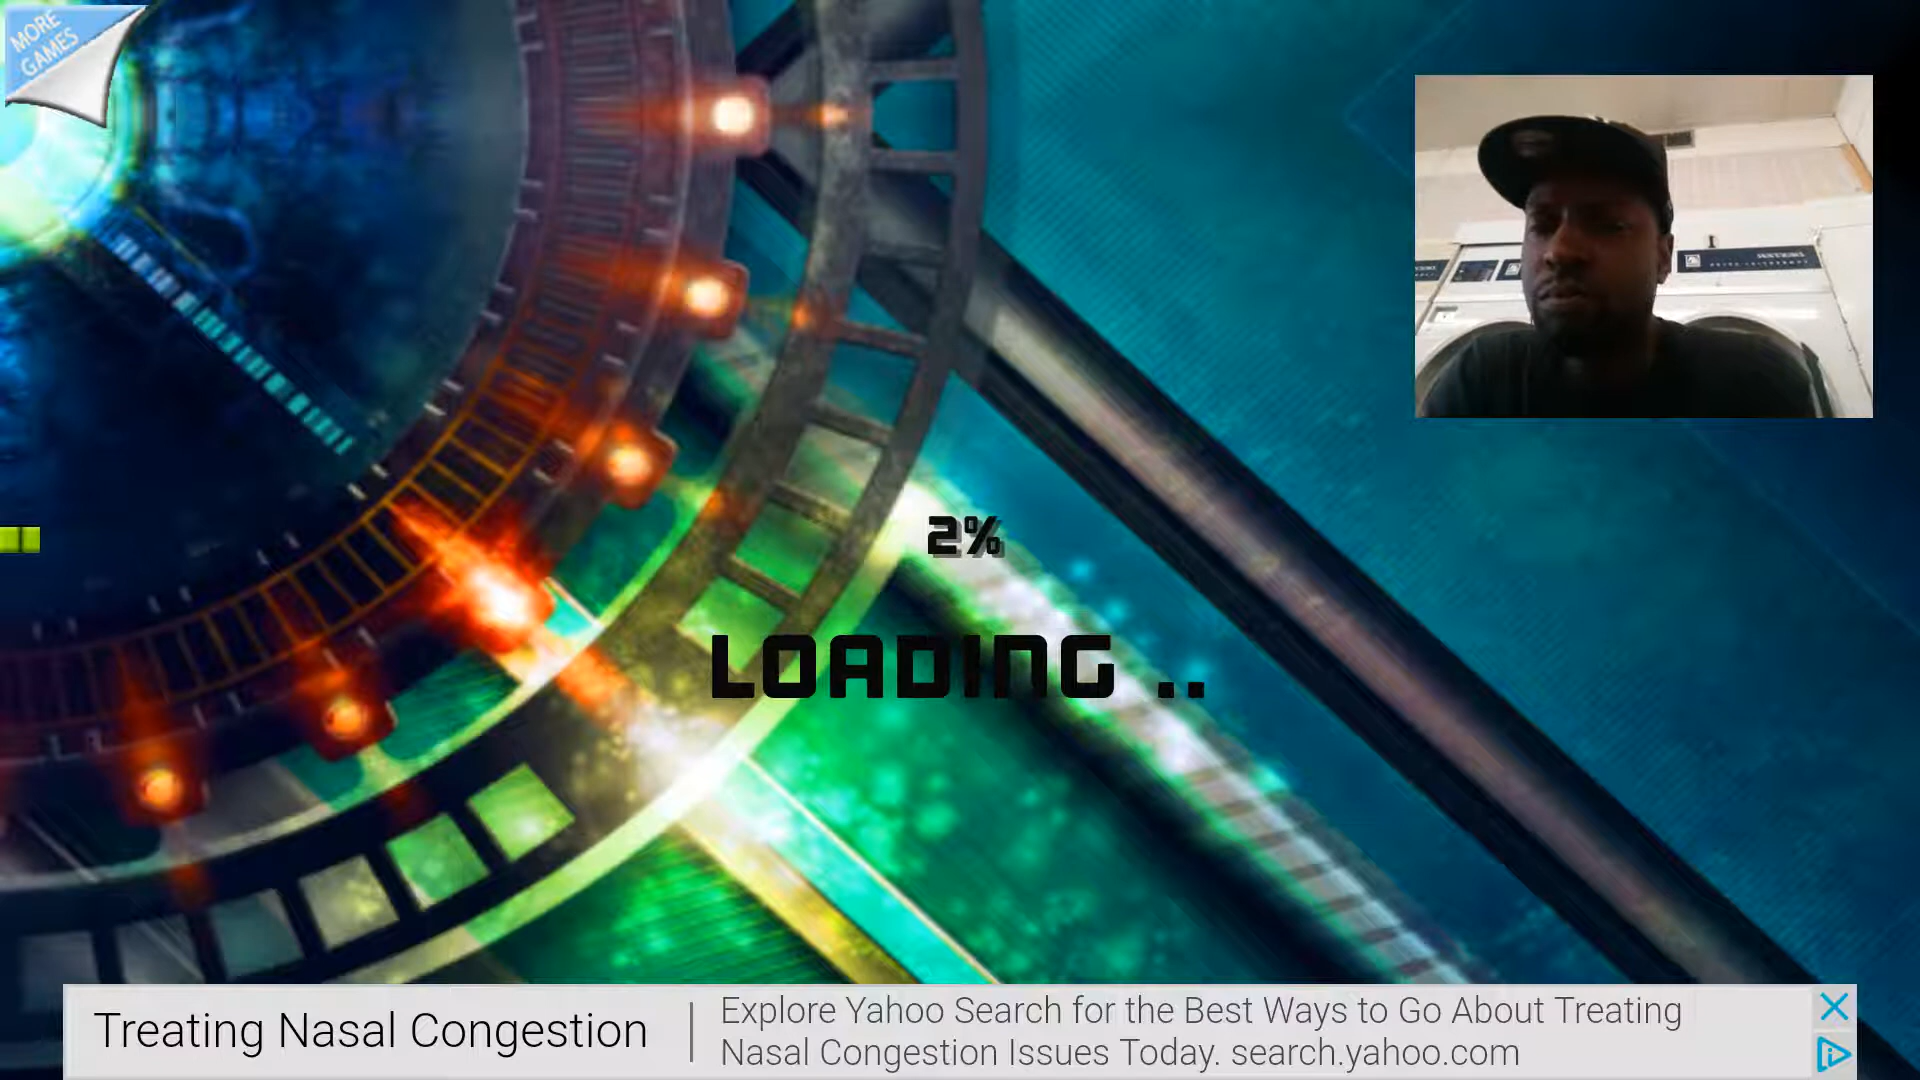 MORE
GAMES
2%
LOADING ..
Treating Nasal Congestion
Explore Yahoo Search for the Best Ways to Go About Treating
Nasal Congestion Issues Today. search.yahoo.com